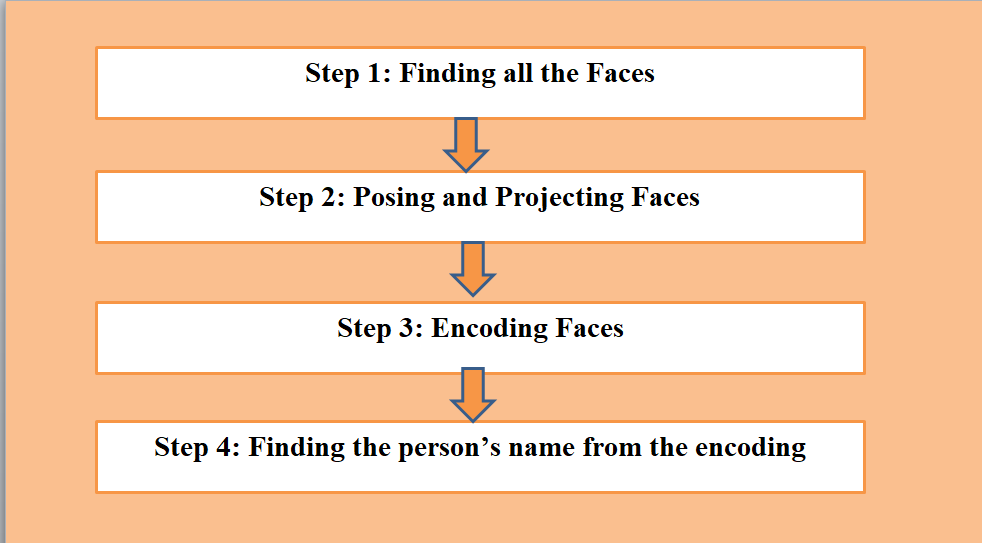 Step 1: Finding all the Faces
Step 2: Posing and Projecting Faces
Step 3: Encoding Faces
Step 4: Finding the person’s name from the encoding